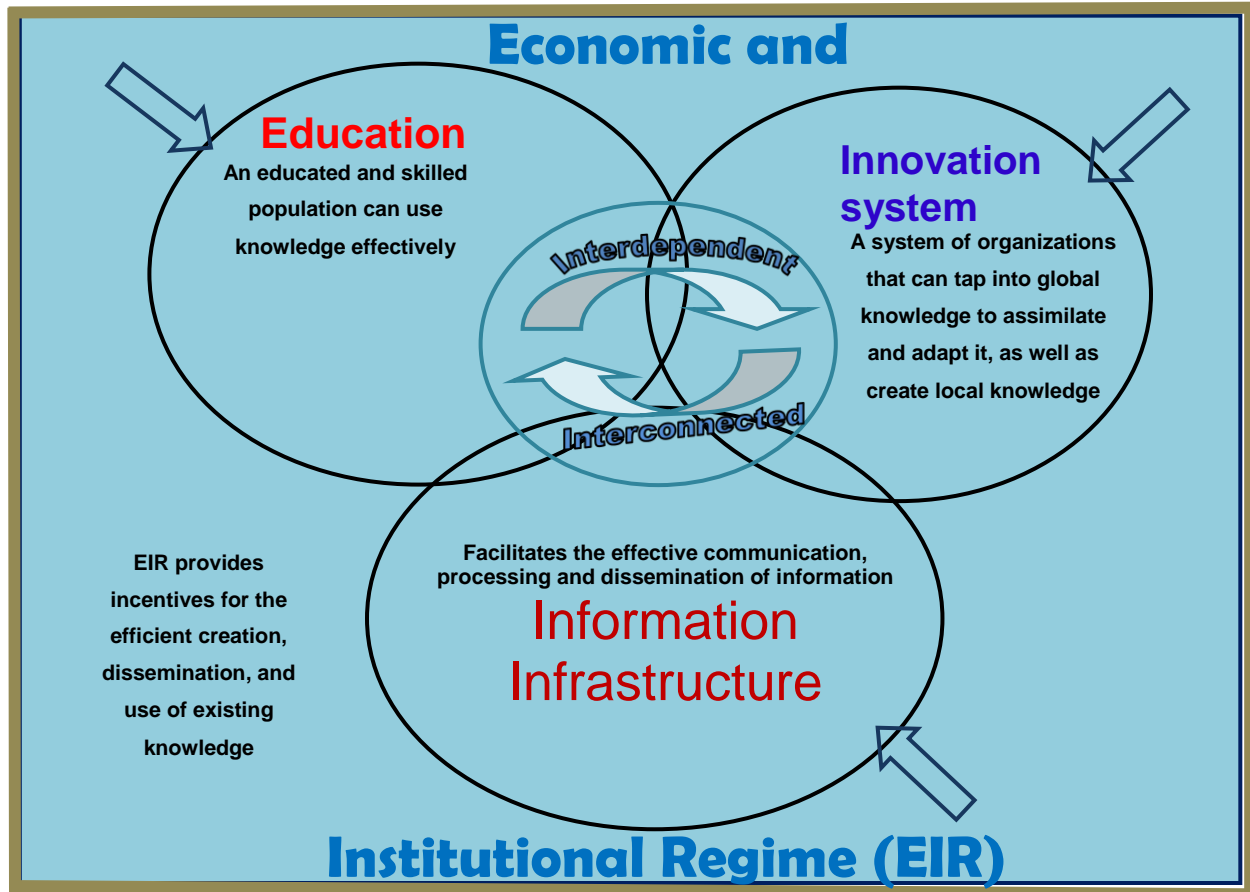 Economic and
Education
An educated and skilled
population can use
knowledge effectively
Innovation
system
A system of organizations
that can tap into global
knowledge to assimilate
and adapt it, as well as
create local knowledge
Interdependent
Interconnected
EIR provides
incentives for the
efficient creation,
dissemination, and
use of existing
knowledge
Facilitates the effective communication,
processing and dissemination of information
Information
Infrastructure
Institutional Regime (EIR)